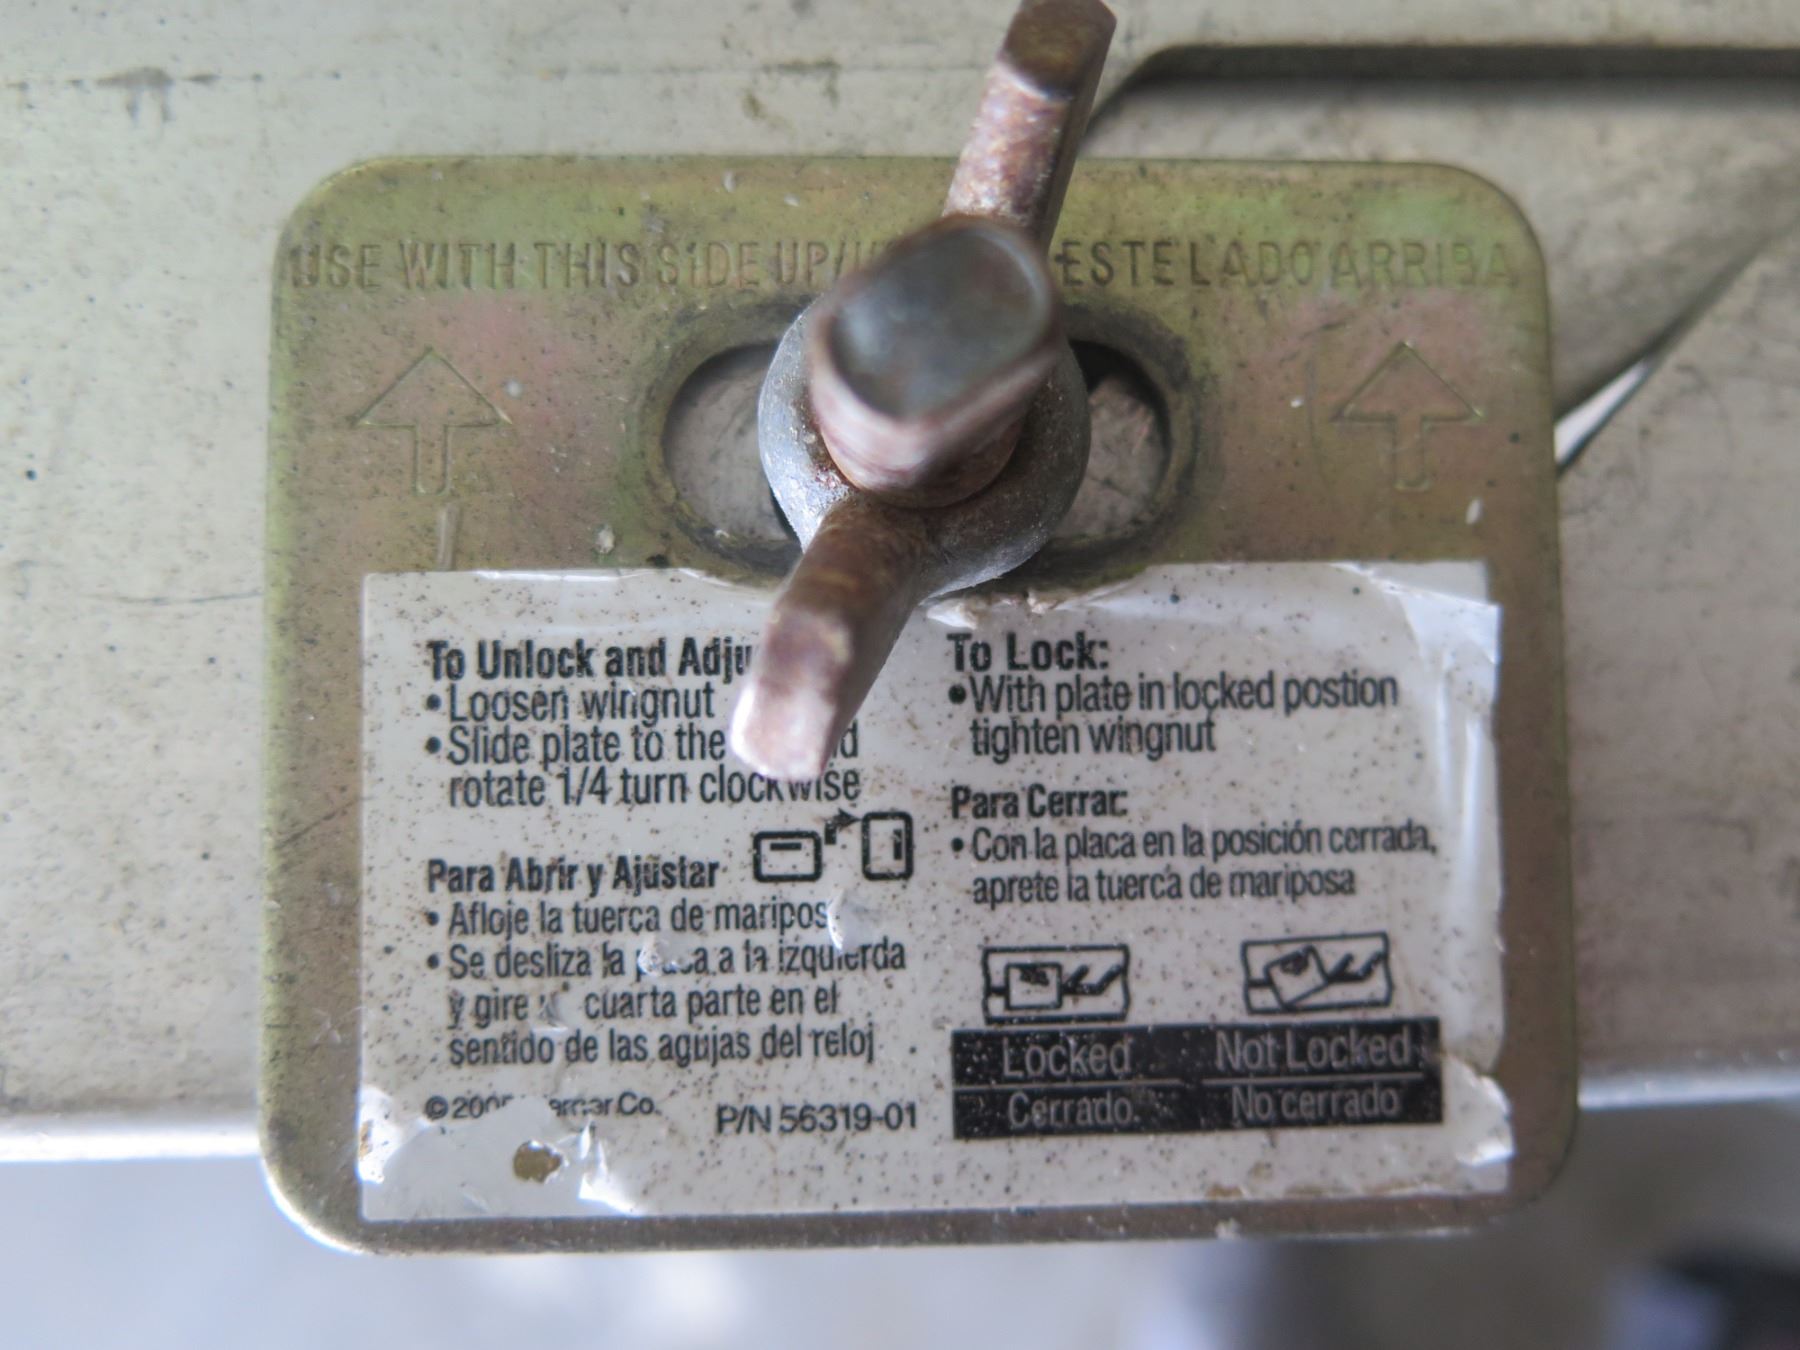 USE WITH THIS SIDE UP/ ESTE LADO ARRIBA
To Unlock and
• Loosen wingnut
• Slide plate to the
rotate 1/4 turn clockwise
Para Abrir y Ajustar
• Afloje la tuerca de
• Se desliza la a la izquierda
y gire cuarta parte en el
sentido de las agujas del reloj
© Co.
P/N 56319-01
To Lock:
• With plate in locked postion
tighten wingnut
Para Cerrar:
• Con la placa en la posición cerrada,
aprete la tuerca de mariposa
Locked Not Locked
Cerrado No cerrado